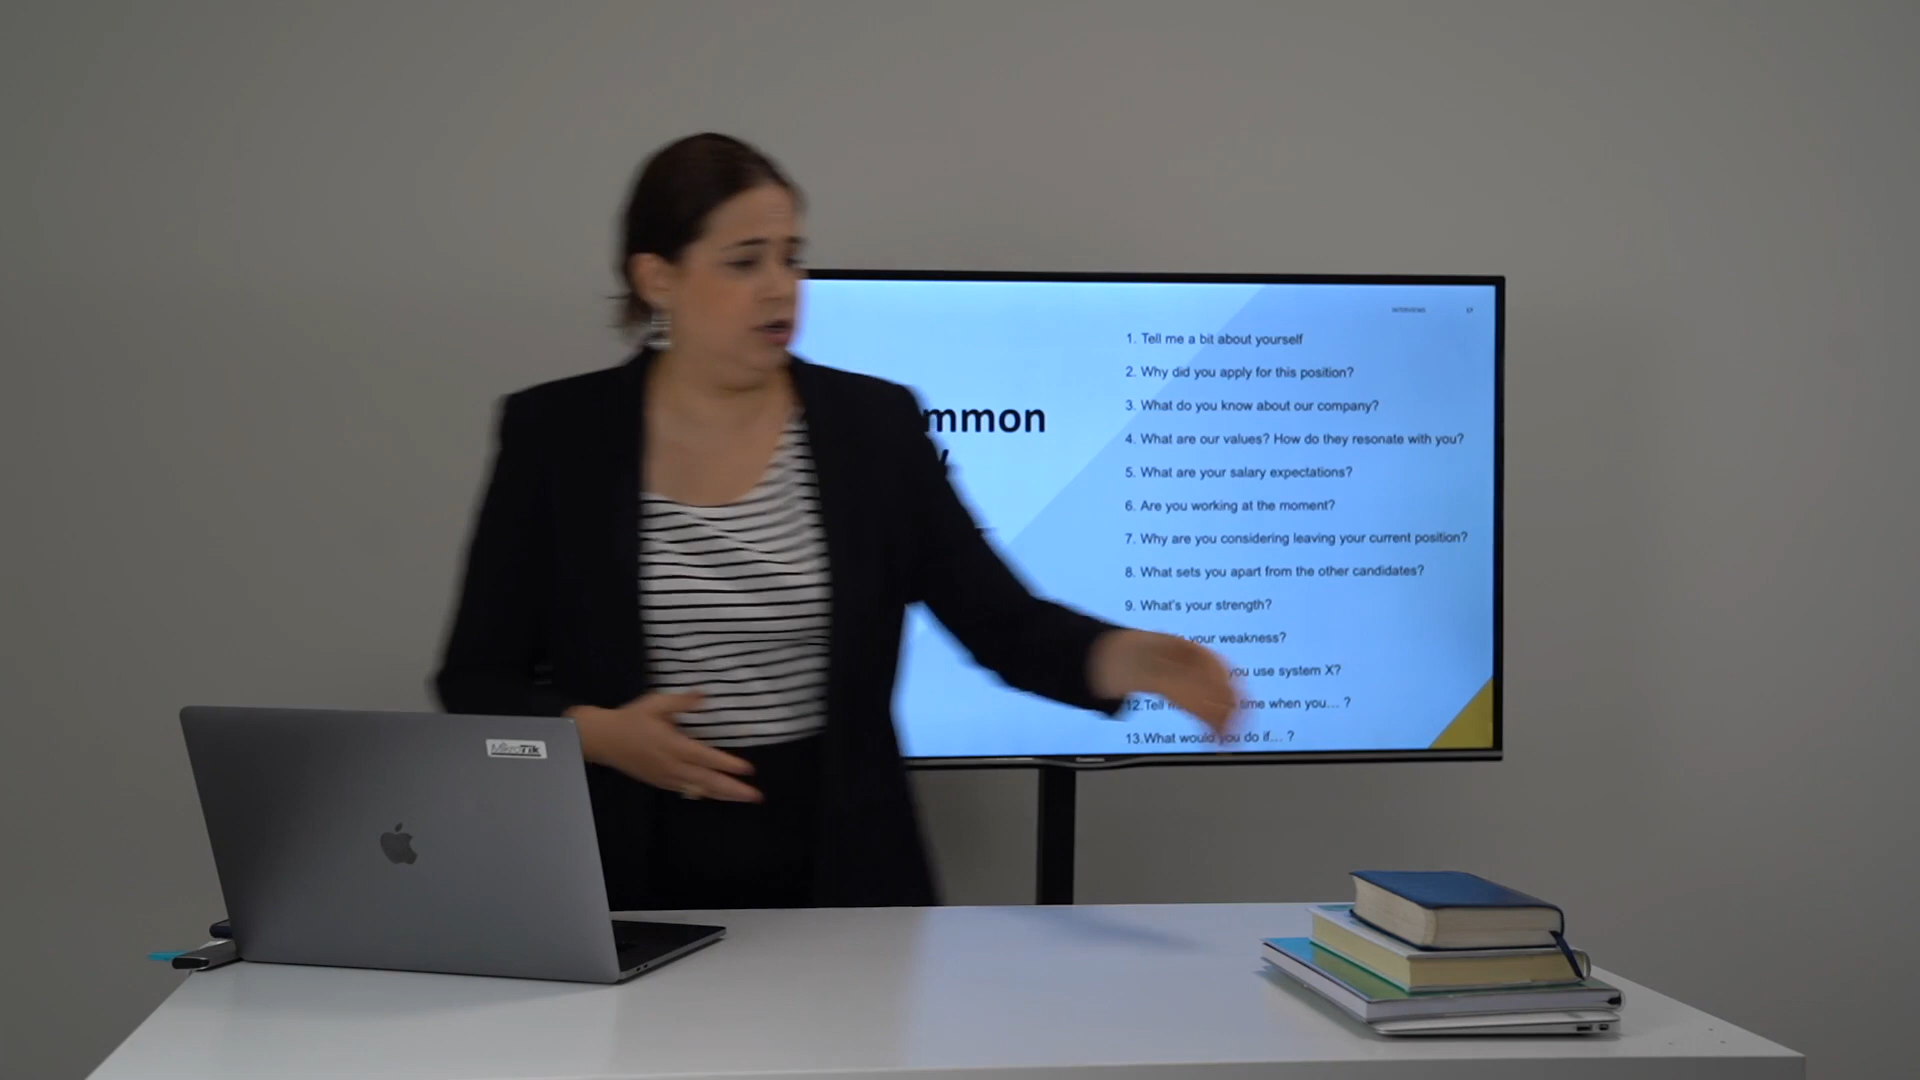 INTERVIEWS 17
mmon
1. Tell me a bit about yourself
2. Why did you apply for this position?
3. What do you know about our company?
4. What are our values? How do they resonate with you?
5. What are your salary expectations?
6. Are you working at the moment?
7. Why are you considering leaving your current position?
8. What sets you apart from the other candidates?
9. What's your strength?
your weakness?
you use system X?
12.Tell time when you... ?
13.What would you do if... ?
MikroTik